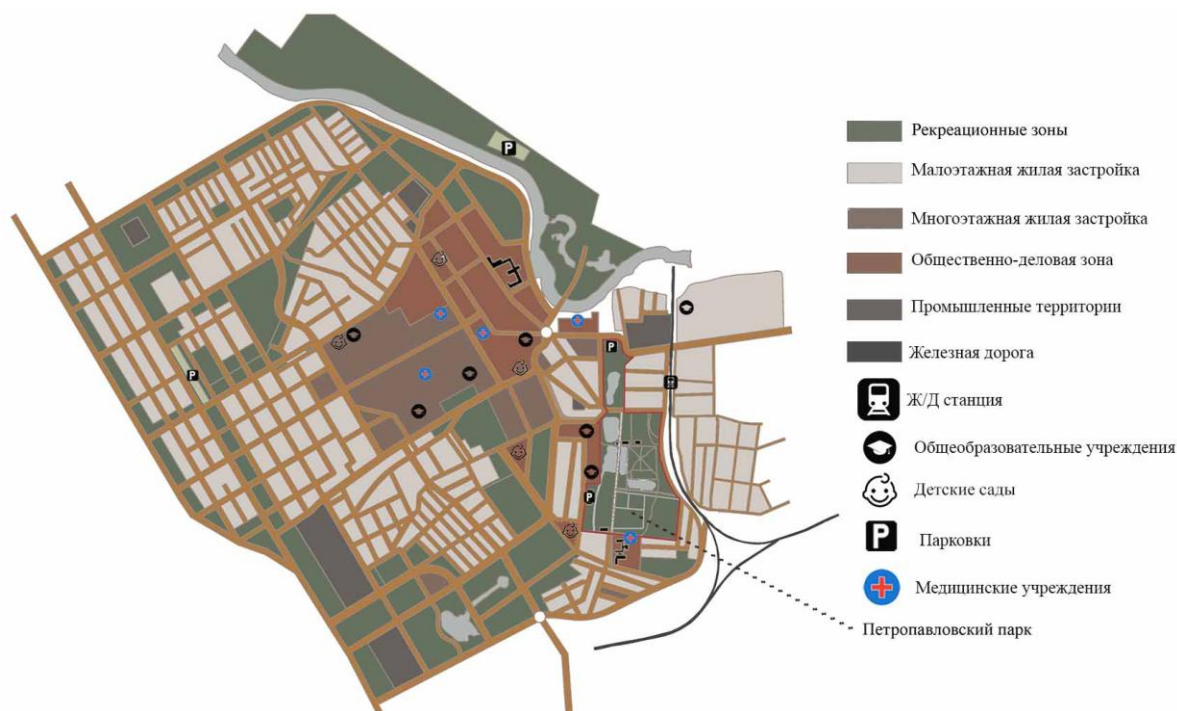 Рекреационные зоны
Малоэтажная жилая застройка
Многоэтажная жилая застройка
Общественно-деловая зона
Промышленные территории
Железная дорога
Ж/Д станция
Общеобразовательные учреждения
Детские сады
P Парковки
Медицинские учреждения
Петропавловский парк
P
P
P
P